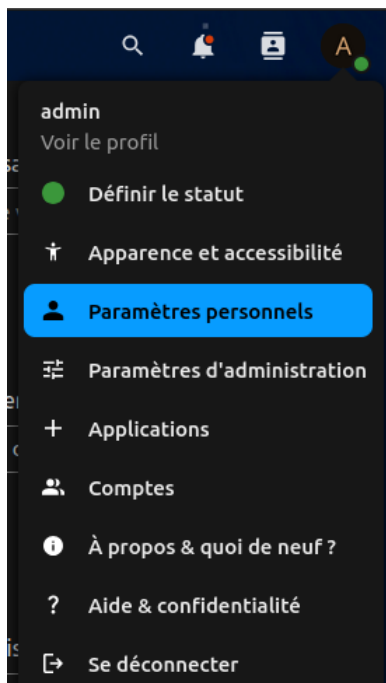 A
admin
Voir le profil
Définir le statut
Apparence et accessibilité
Paramètres personnels
Paramètres d'administration
Applications
Comptes
À propos & quoi de neuf ?
Aide & confidentialité
Se déconnecter